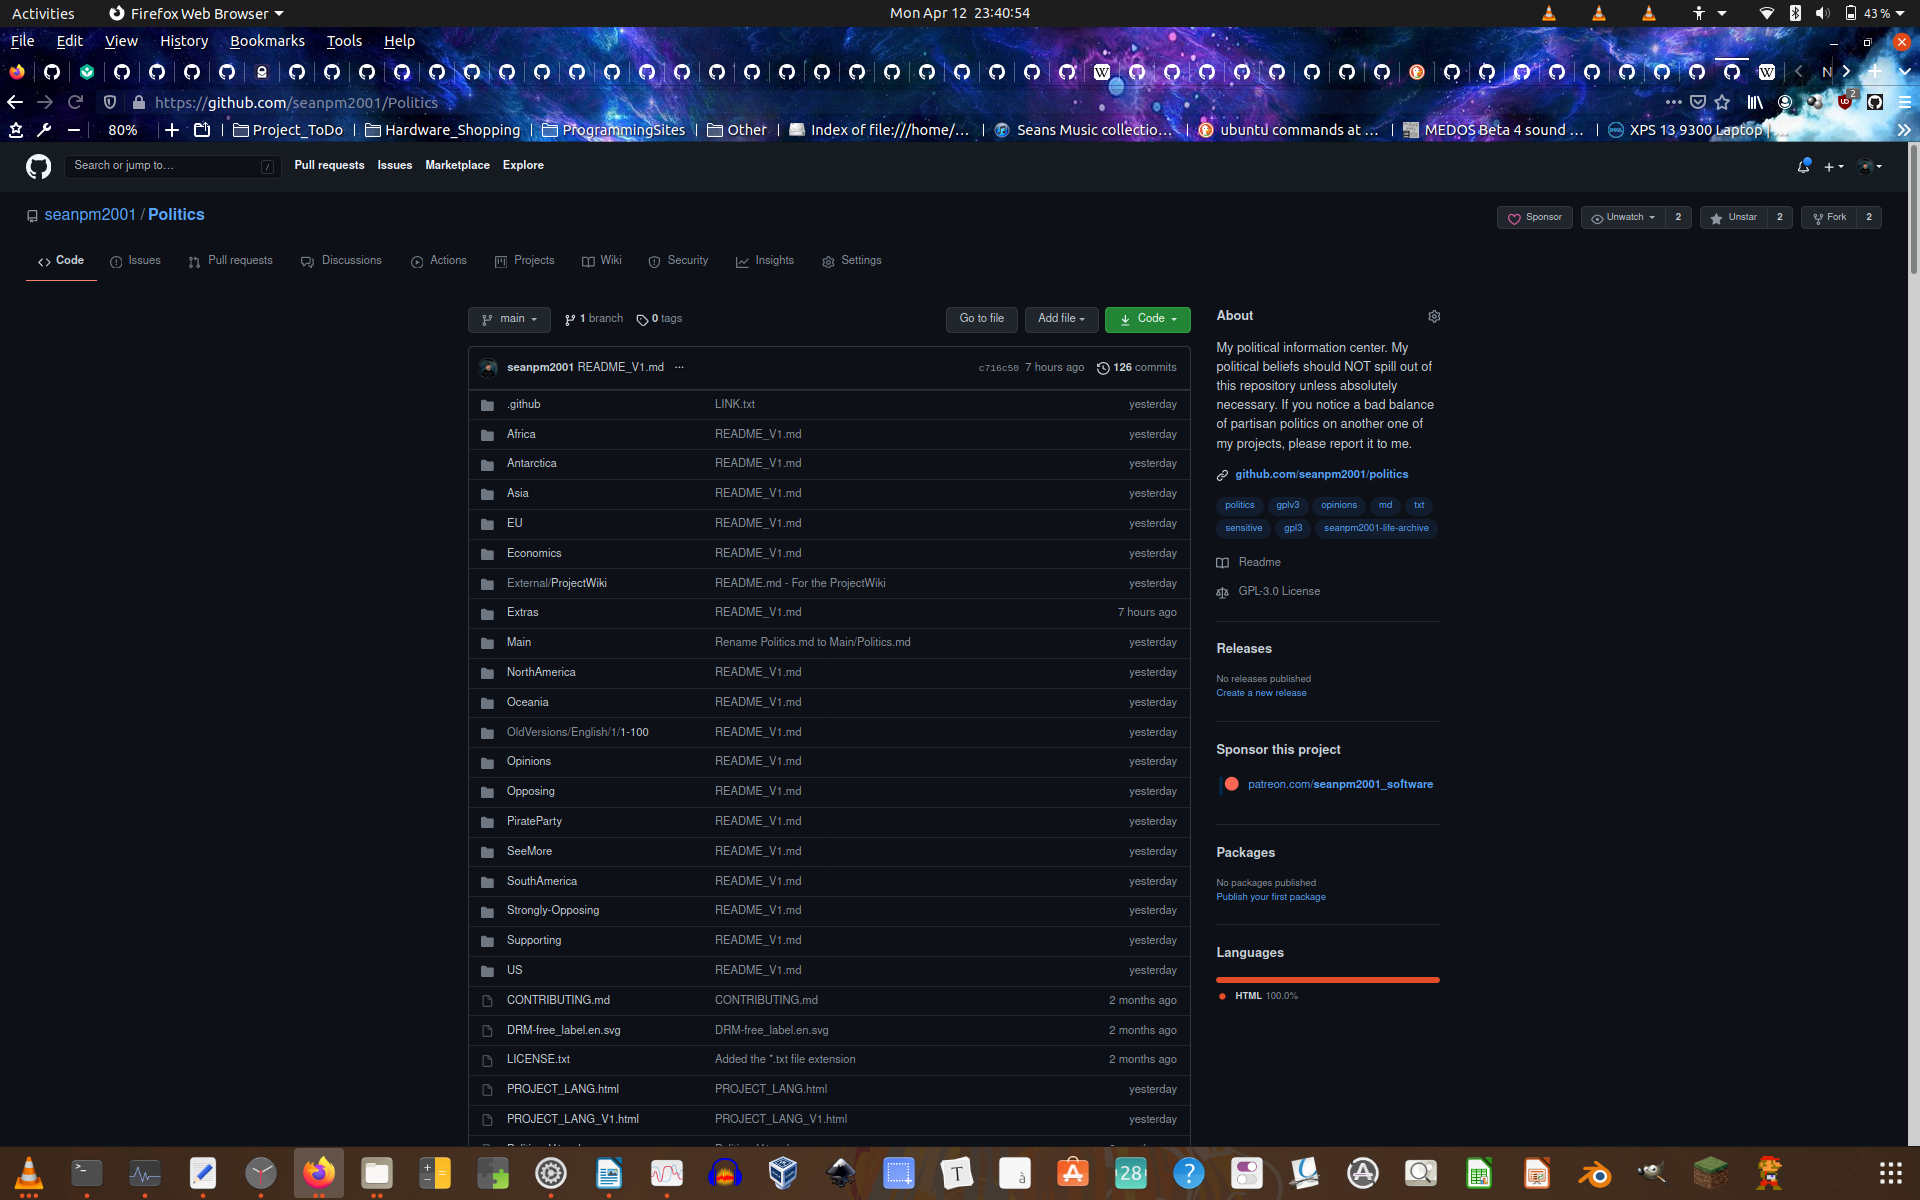 Activities Firefox Web Browser Mon Apr 12 23:40:54 43 %
File Edit View History Bookmarks Tools Help
https://github.com/seanpm2001/Politics 2
80% Project_ToDo Hardware_Shopping ProgrammingSites Other Index of file:///home/... Seans Music collectio... ubuntu commands at ... MEDOS Beta 4 sound ... XPS 13 9300 Laptop
Search or jump to... / Pull requests Issues Marketplace Explore
seanpm2001 / Politics Sponsor Unwatch 2 Unstar 2 Fork 2
Code Issues Pull requests Discussions Actions Projects Wiki Security Insights Settings
main 1 branch 0 tags Go to file Add file Code
seanpm2001 README_V1.md ... c716c50 7 hours ago 126 commits
.github LINK.txt yesterday
Africa README_V1.md yesterday
Antarctica README_V1.md yesterday
Asia README_V1.md yesterday
EU README_V1.md yesterday
Economics README_V1.md yesterday
External/ProjectWiki README.md - For the ProjectWiki yesterday
Extras README_V1.md 7 hours ago
Main Rename Politics.md to Main/Politics.md yesterday
NorthAmerica README_V1.md yesterday
Oceania README_V1.md yesterday
OldVersions/English/1/1-100 README_V1.md yesterday
Opinions README_V1.md yesterday
Opposing README_V1.md yesterday
PirateParty README_V1.md yesterday
SeeMore README_V1.md yesterday
SouthAmerica README_V1.md yesterday
Strongly-Opposing README_V1.md yesterday
Supporting README_V1.md yesterday
US README_V1.md yesterday
CONTRIBUTING.md CONTRIBUTING.md 2 months ago
DRM-free_label.en.svg DRM-free_label.en.svg 2 months ago
LICENSE.txt Added the *.txt file extension 2 months ago
PROJECT_LANG.html PROJECT_LANG.html yesterday
PROJECT_LANG_V1.html PROJECT_LANG_V1.html yesterday
About
My political information center. My
political beliefs should NOT spill out of
this repository unless absolutely
necessary. If you notice a bad balance
of partisan politics on another one of
my projects, please report it to me.
github.com/seanpm2001/politics
politics gplv3 opinions md txt
sensitive gpl3 seanpm2001-life-archive
Readme
GPL-3.0 License
Releases
No releases published
Create a new release
Sponsor this project
patreon.com/seanpm2001_software
Packages
No packages published
Publish your first package
Languages
HTML 100.0%